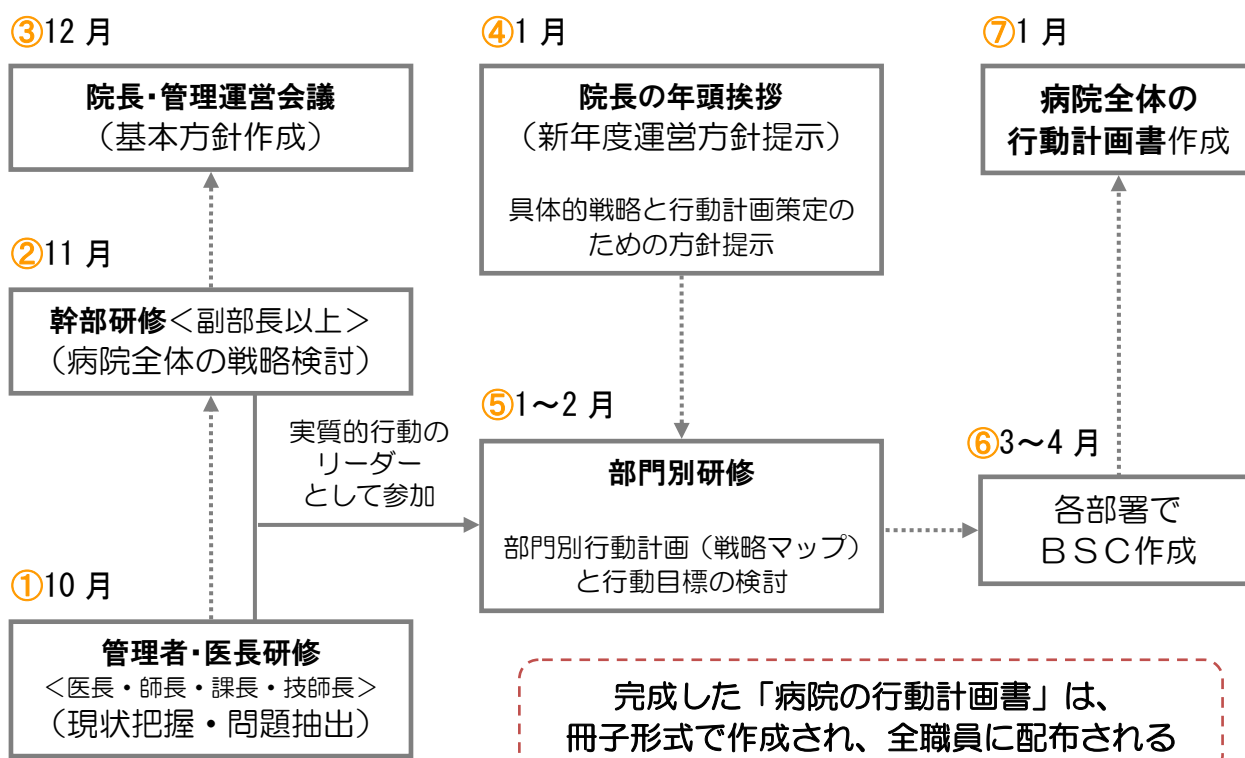 ③12 月
院長・管理運営会議
（基本方針作成）
②11 月
幹部研修＜副部長以上＞
（病院全体の戦略検討）
実質的行動の
リーダー
として参加
①10 月
管理者・医長研修
＜医長・師長・課長・技師長＞
（現状把握・問題抽出）
④1 月
院長の年頭挨拶
（新年度運営方針提示）
具体的戦略と行動計画策定の
ための方針提示
⑤1～2 月
部門別研修
部門別行動計画（戦略マップ）
と行動目標の検討
⑦1 月
病院全体の
行動計画書作成
⑥3～4 月
各部署で
ＢＳＣ作成
完成した「病院の行動計画書」は、
冊子形式で作成され、全職員に配布される